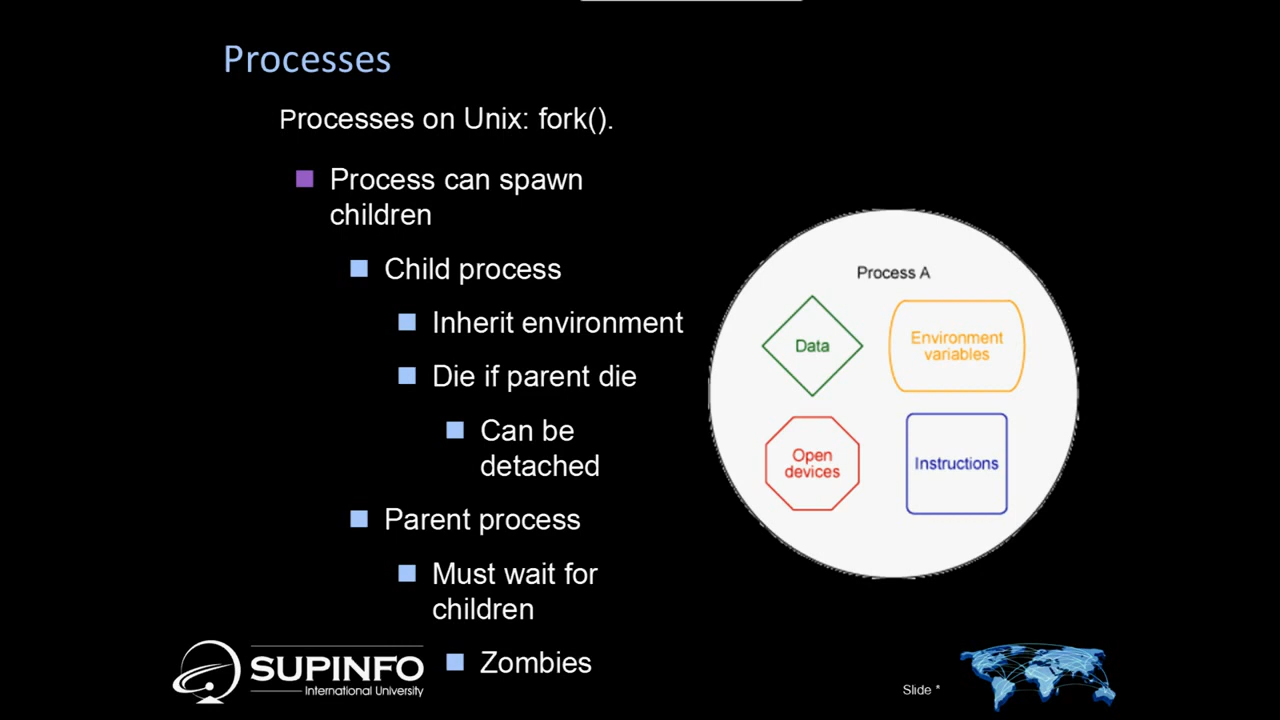 Processes
Processes on Unix: fork().
Process can spawn
children
Child process
Inherit environment
Die if parent die
Can be
detached
Parent process
Must wait for
children
Zombies
Process A
Data
Environment
variables
Open
devices
Instructions
SUPINFO
International University
Slide *